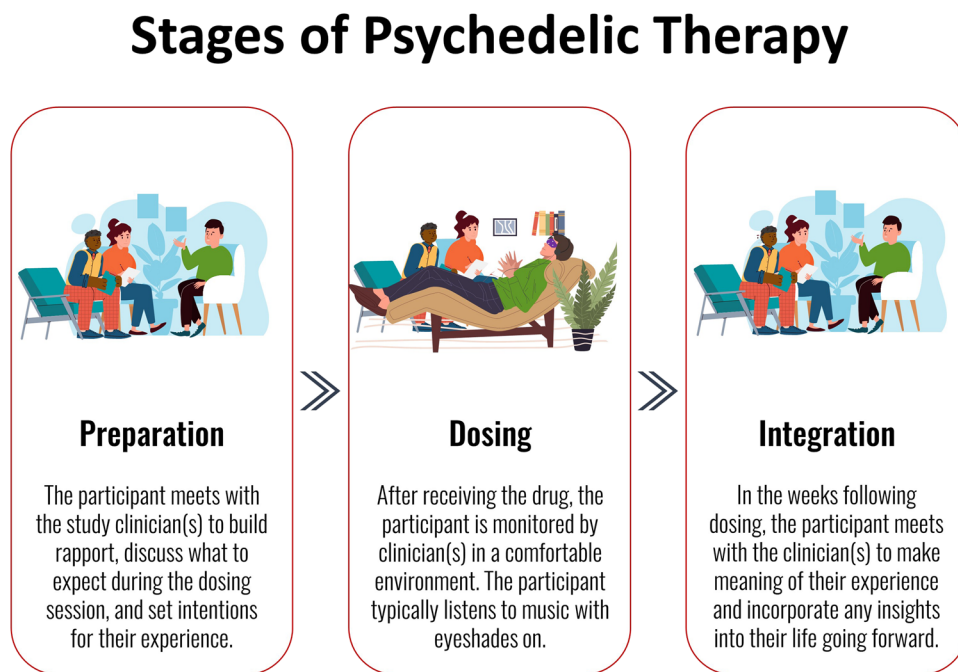 Stages of Psychedelic Therapy
Preparation
The participant meets with
the study clinician(s) to build
rapport, discuss what to
expect during the dosing
session, and set intentions
for their experience.
Dosing
After receiving the drug, the
participant is monitored by
clinician(s) in a comfortable
environment. The participant
typically listens to music with
eyeshades on.
Integration
In the weeks following
dosing, the participant meets
with the clinician(s) to make
meaning of their experience
and incorporate any insights
into their life going forward.